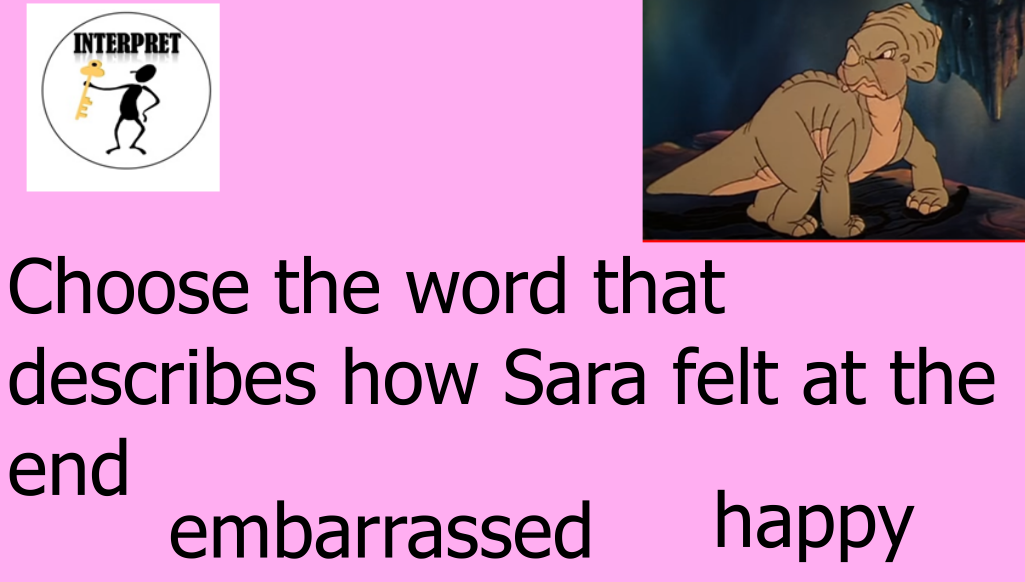 INTERPRET
Choose the word that
describes how Sara felt at the
end
embarrassed happy